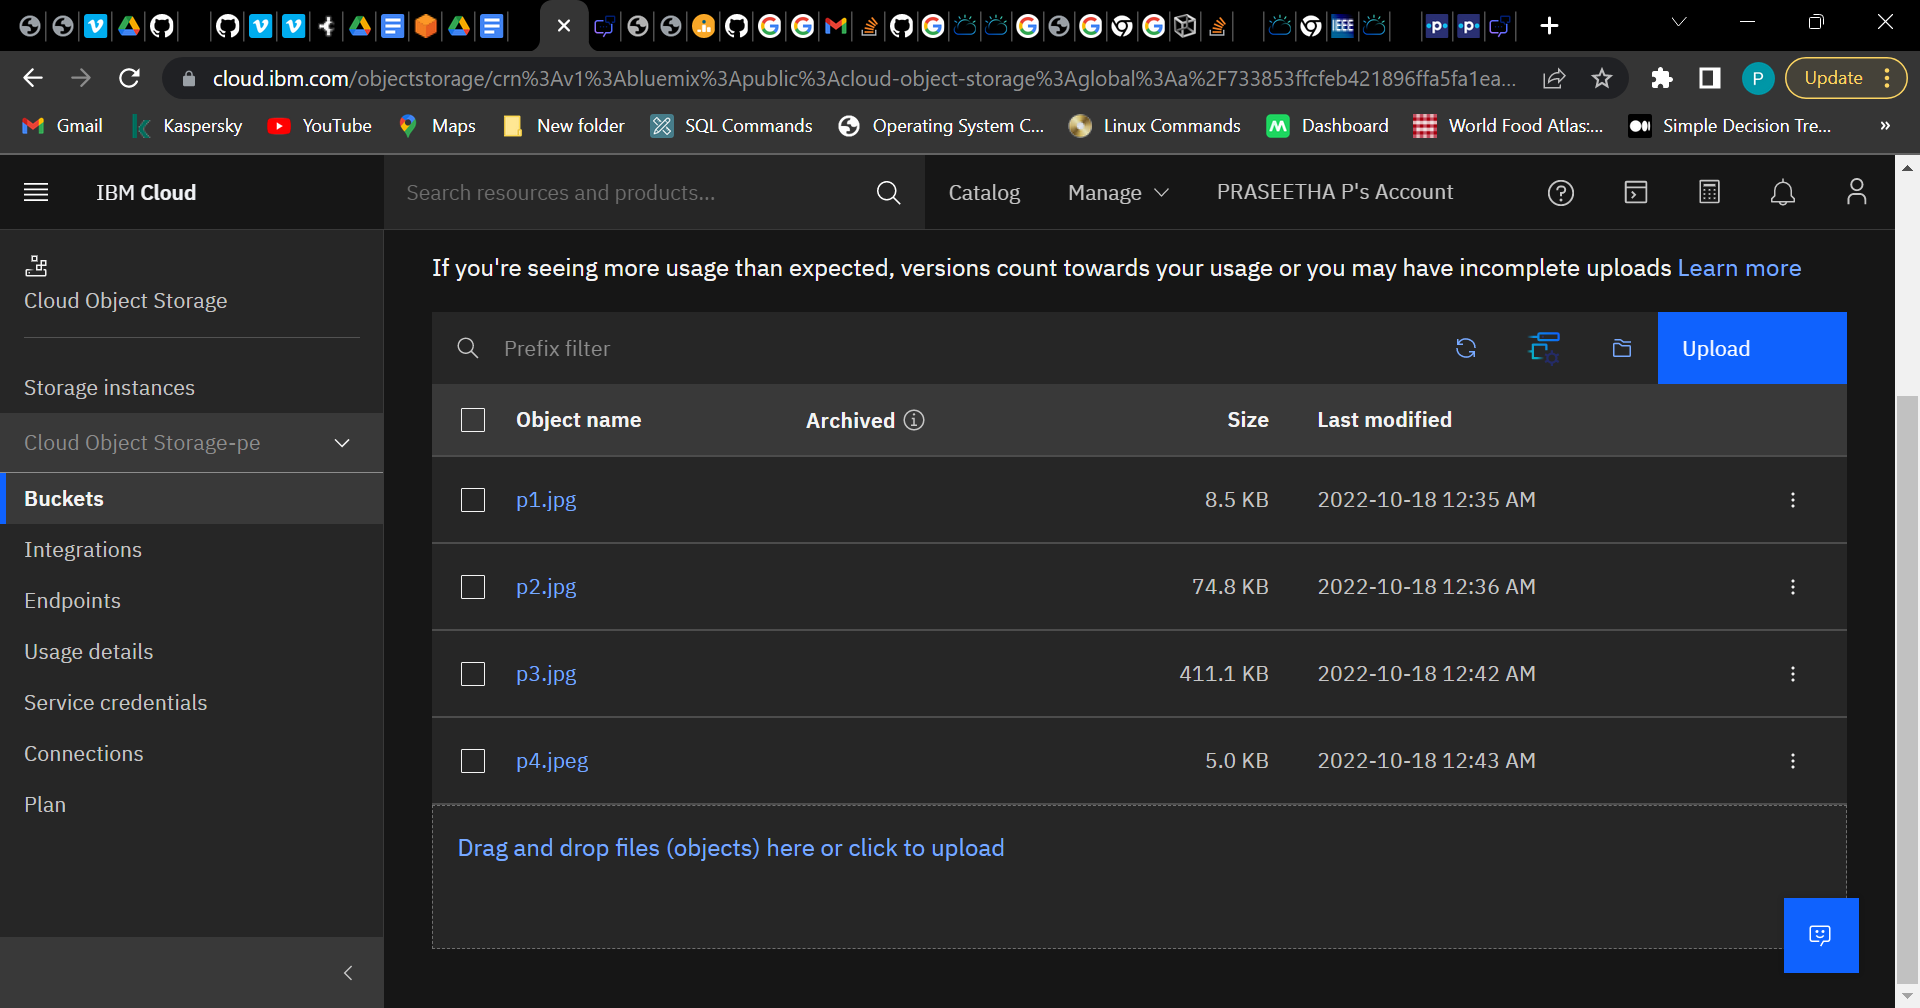 cloud.ibm.com/objectstorage/crn%3Av1%3Abluemix%3Apublic%3Acloud-object-storage%3Aglobal%3Aa%2F733853ffcfeb421896ffa5fa1ea...
P
Update
Gmail
Kaspersky
YouTube
Maps
New folder
SQL Commands
Operating System C...
Linux Commands
Dashboard
World Food Atlas:...
Simple Decision Tre...
»
IBM Cloud
Search resources and products...
Catalog
Manage
PRASEETHA P's Account
Cloud Object Storage
Storage instances
Cloud Object Storage-pe
Buckets
Integrations
Endpoints
Usage details
Service credentials
Connections
Plan
If you're seeing more usage than expected, versions count towards your usage or you may have incomplete uploads Learn more
Prefix filter
Upload
Object name Archived Size Last modified
p1.jpg 8.5 KB 2022-10-18 12:35 AM
p2.jpg 74.8 KB 2022-10-18 12:36 AM
p3.jpg 411.1 KB 2022-10-18 12:42 AM
p4.jpeg 5.0 KB 2022-10-18 12:43 AM
Drag and drop files (objects) here or click to upload